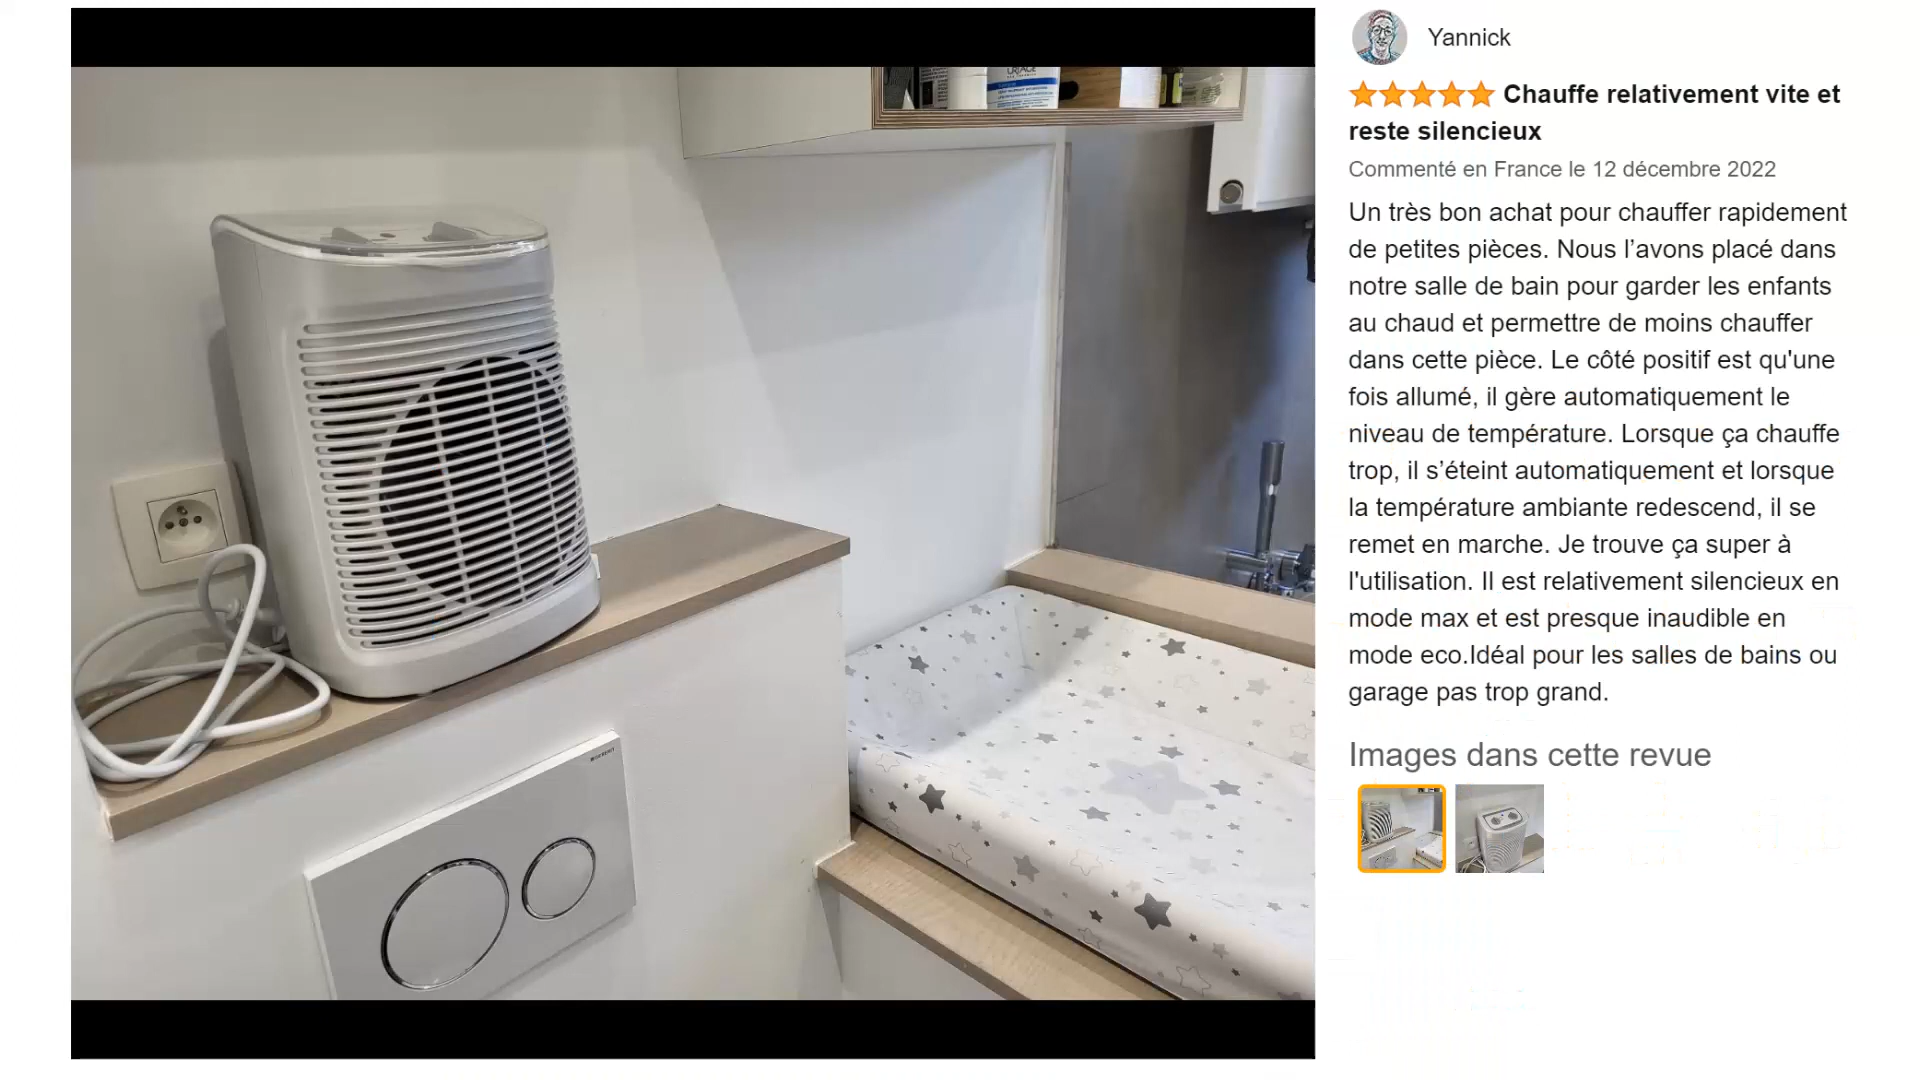 URIAGE
Yannick
Chauffe relativement vite et
reste silencieux
Commenté en France le 12 décembre 2022
Un très bon achat pour chauffer rapidement
de petites pièces. Nous l’avons placé dans
notre salle de bain pour garder les enfants
au chaud et permettre de moins chauffer
dans cette pièce. Le côté positif est qu'une
fois allumé, il gère automatiquement le
niveau de température. Lorsque ça chauffe
trop, il s’éteint automatiquement et lorsque
la température ambiante redescend, il se
remet en marche. Je trouve ça super à
l'utilisation. Il est relativement silencieux en
mode max et est presque inaudible en
mode eco.Idéal pour les salles de bains ou
garage pas trop grand.
Images dans cette revue